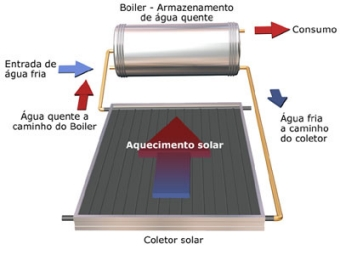 Boiler - Armazenamento
de água quente
Consumo
Entrada de
água fria
Água quente a
caminho do Boiler
Água fria
a caminho
do coletor
Aquecimento solar
Coletor solar